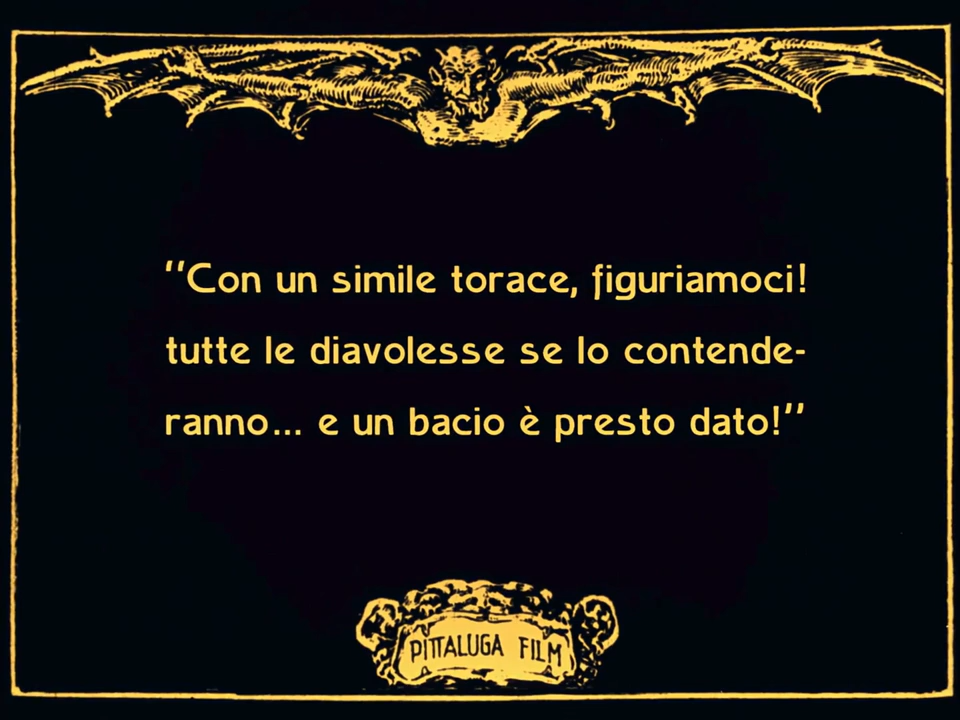 "Con un simile torace, figuriamoci!
tutte le diavolesse se lo contende-
ranno... e un bacio è presto dato!"
PITTALUGA FILM